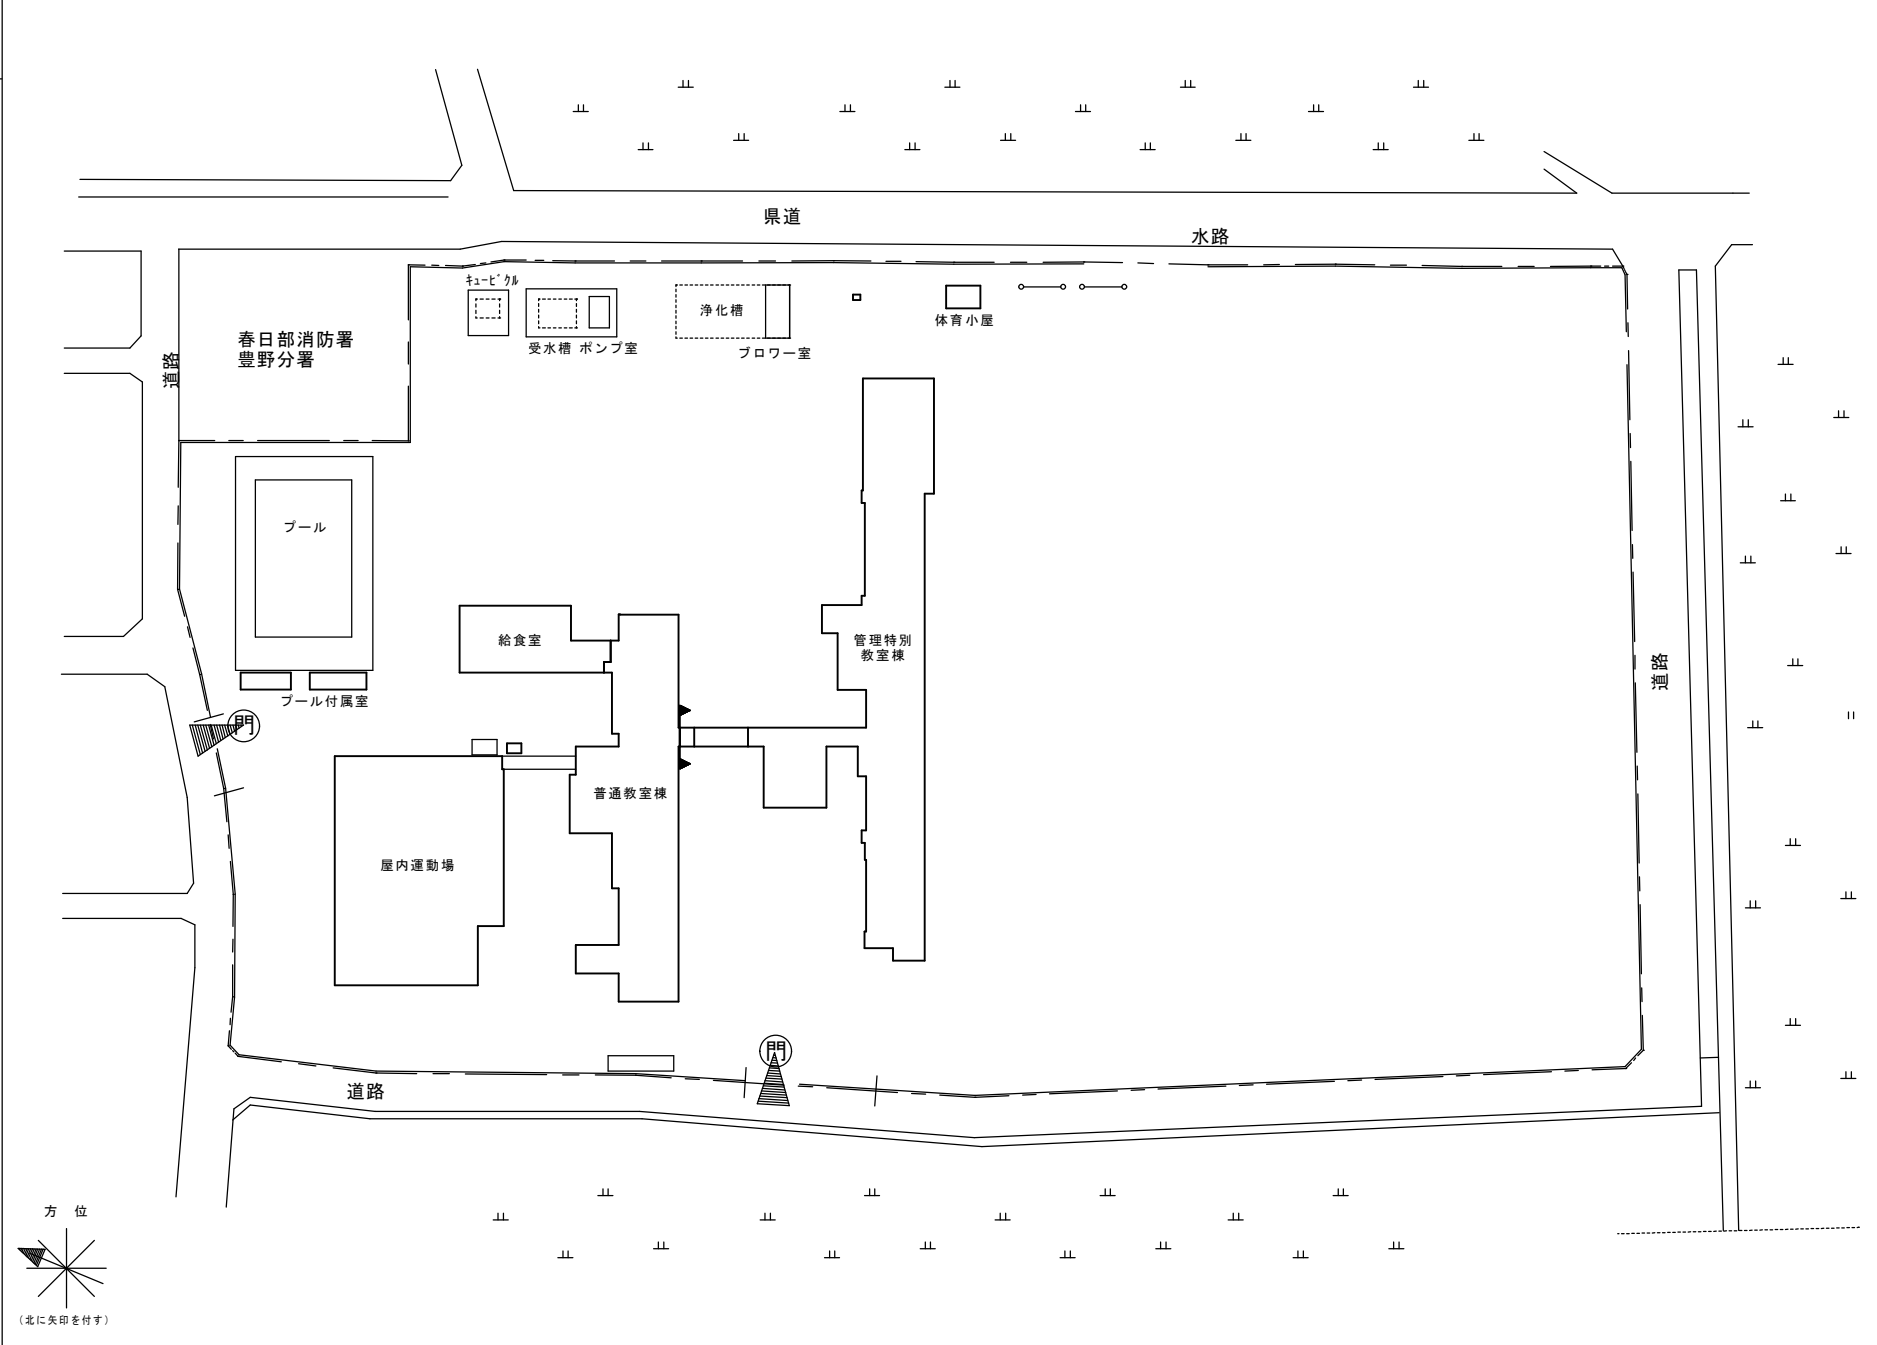 県道
水路
キュービクル
春日部消防署
豊野分署
道路
受水槽 ポンプ室
浄化槽
ブロワー室
体育小屋
プール
プール付属室
給食室
管理特別
教室棟
道路
門
普通教室棟
屋内運動場
門
道路
方 位
(北に矢印を付す)